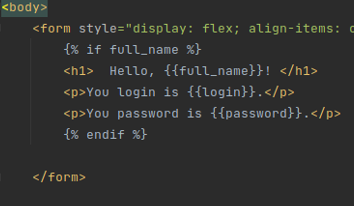 <body>
<form style="display: flex; align-items:
{% if full_name %}
<h1>  Hello, {{full_name}}! </h1>
<p>You login is {{login}}.</p>
<p>You password is {{password}}.</p>
{% endif %}
</form>